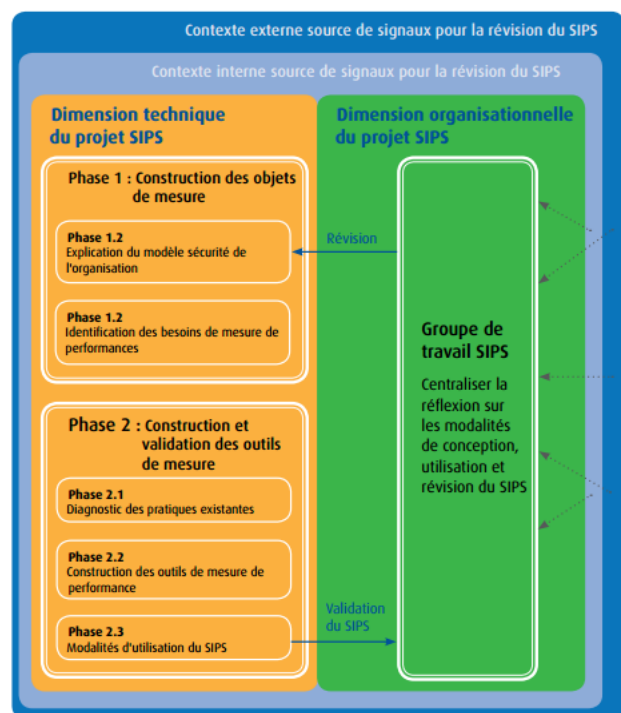 Contexte externe source de signaux pour la révision du SIPS
Contexte interne source de signaux pour la révision du SIPS
Dimension technique
du projet SIPS
Phase 1 : Construction des objets
de mesure
Phase 1.2
Explication du modèle sécurité de
l'organisation
Phase 1.2
Identification des besoins de mesure de
performances
Phase 2 : Construction et
validation des outils
de mesure
Phase 2.1
Diagnostic des pratiques existantes
Phase 2.2
Construction des outils de mesure de
performance
Phase 2.3
Modalités d'utilisation du SIPS
Dimension organisationnelle
du projet SIPS
Révision
Groupe de
travail SIPS
Centraliser la
réflexion sur
les modalités
de conception,
utilisation et
révision du SIPS
Validation
du SIPS